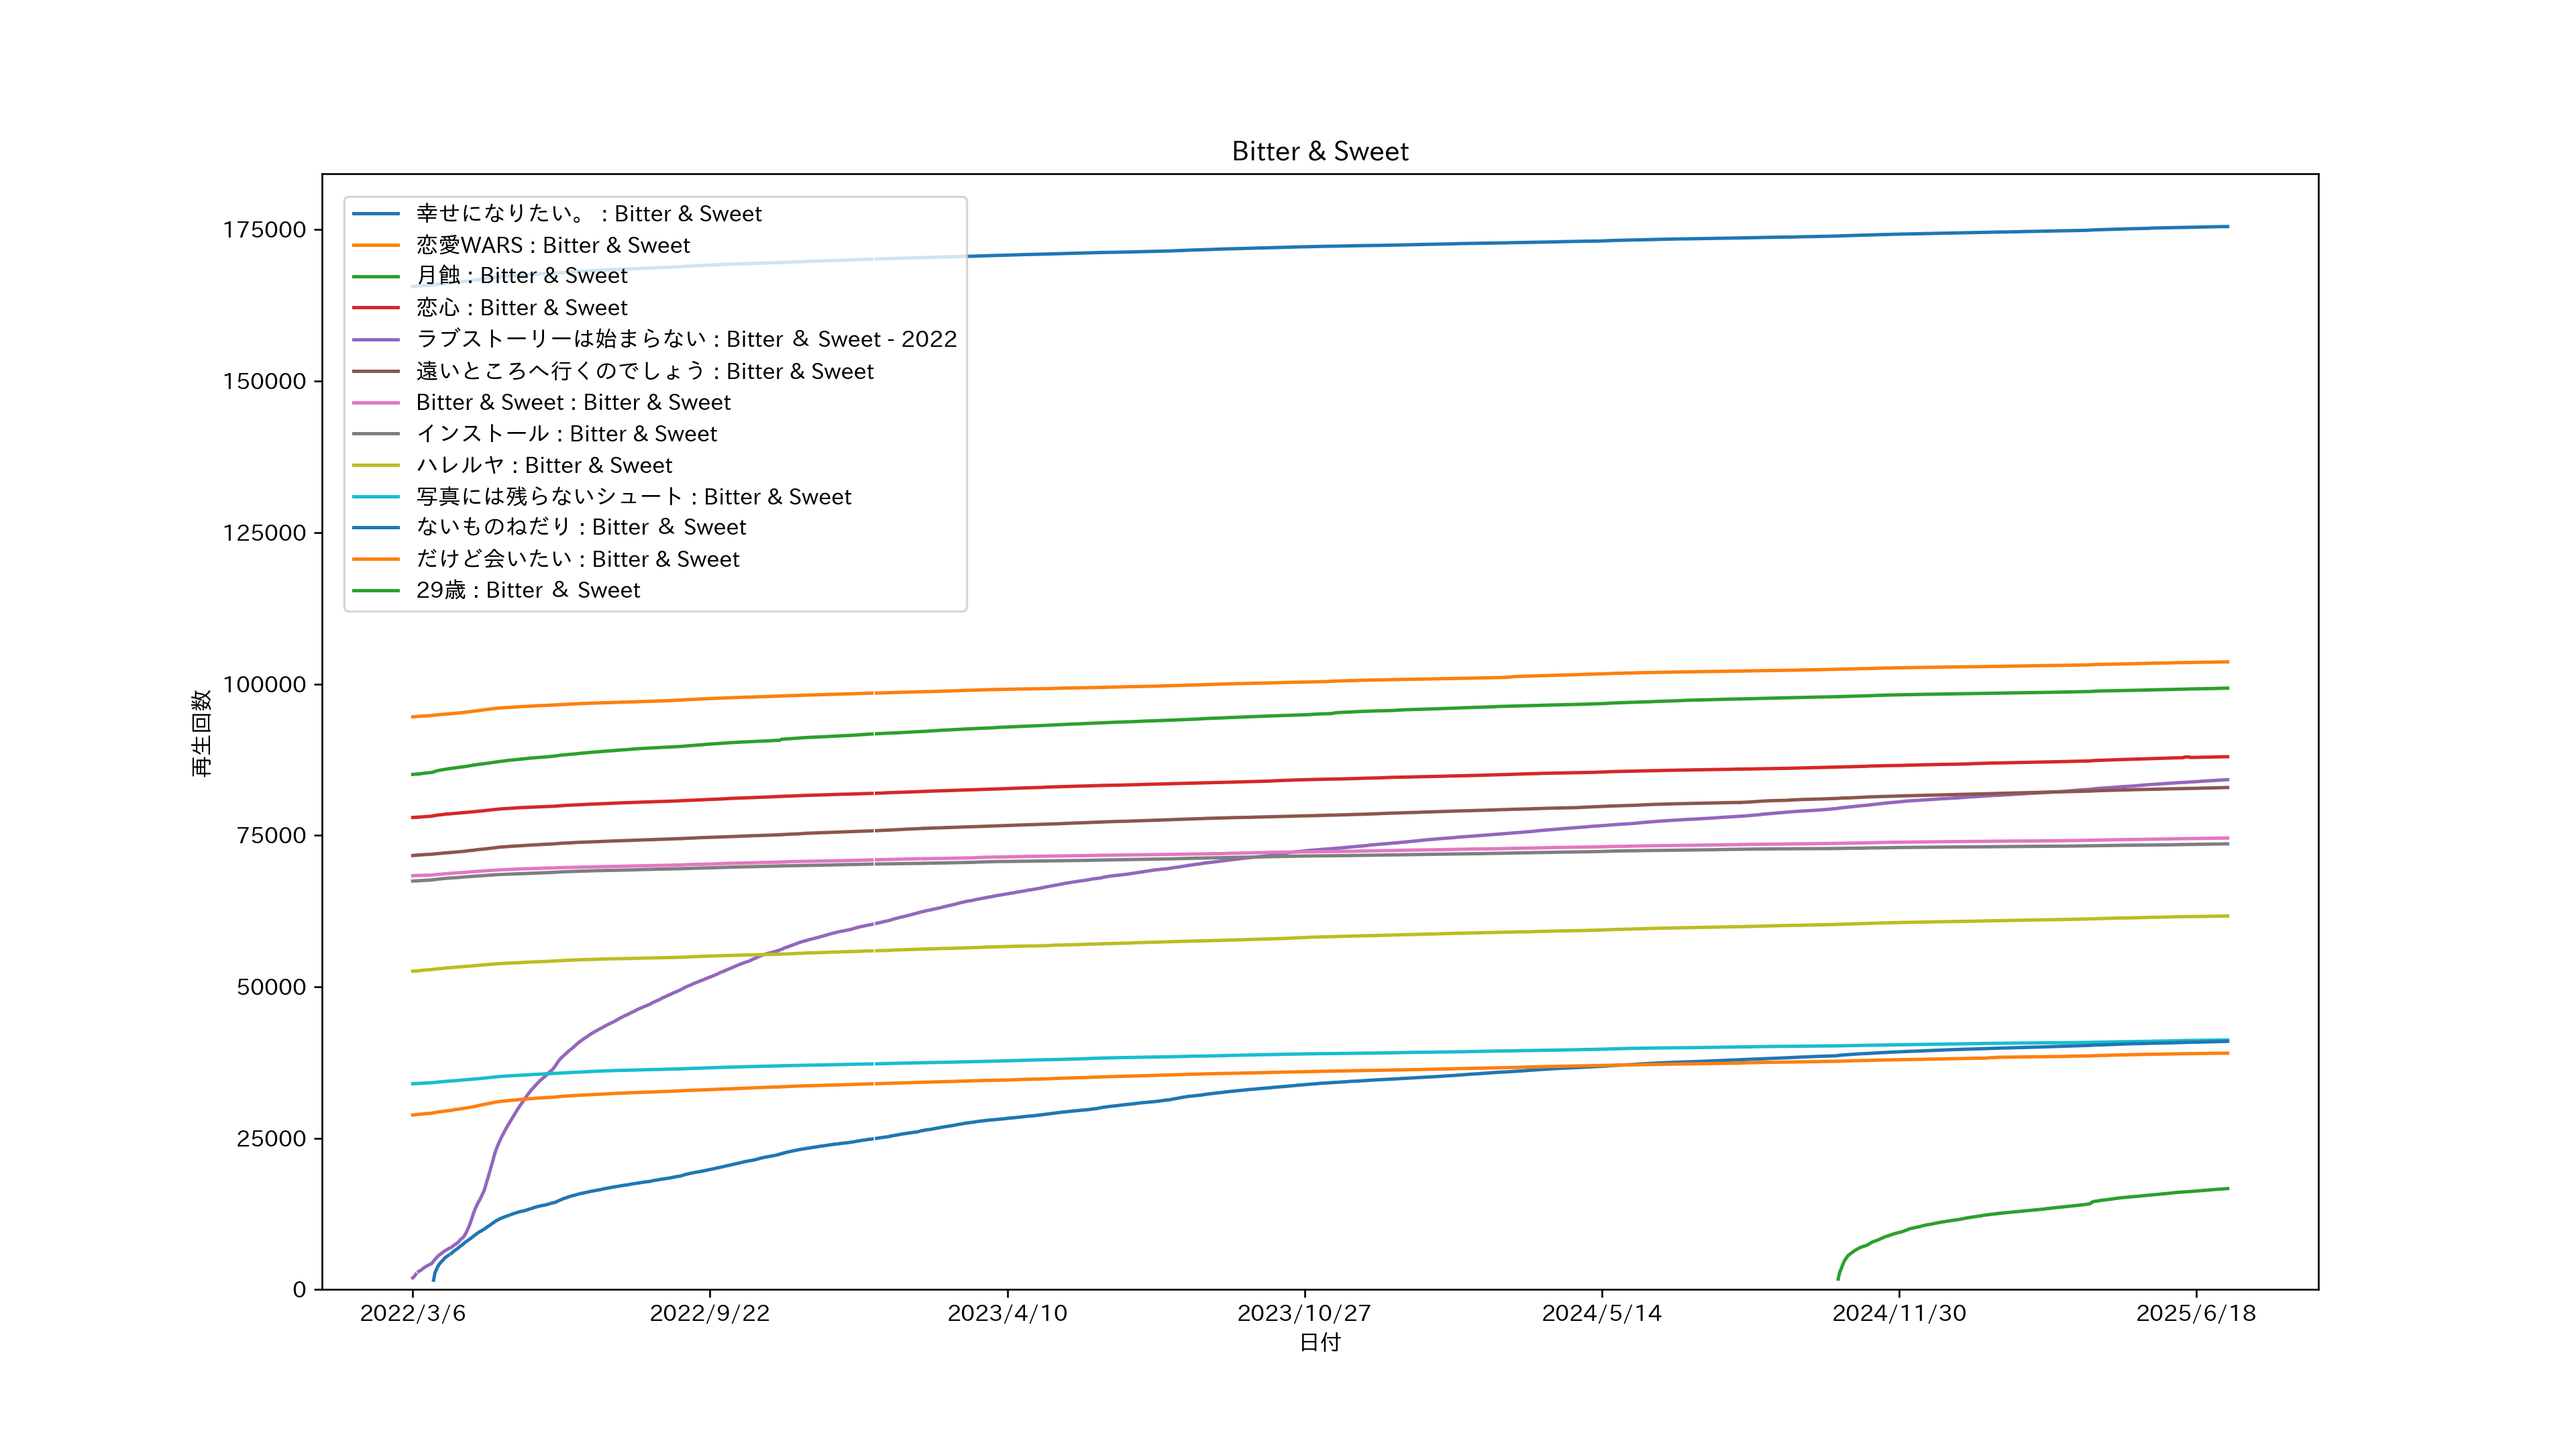 Bitter & Sweet
175000
150000
125000
100000
75000
50000
25000
0
再生回数
幸せになりたい。 : Bitter & Sweet
恋愛WARS : Bitter & Sweet
月蝕 : Bitter & Sweet
恋心 : Bitter & Sweet
ラブストーリーは始まらない : Bitter ＆ Sweet - 2022
遠いところへ行くのでしょう : Bitter & Sweet
Bitter & Sweet : Bitter & Sweet
インストール : Bitter & Sweet
ハレルヤ : Bitter & Sweet
写真には残らないシュート : Bitter & Sweet
ないものねだり : Bitter ＆ Sweet
だけど会いたい : Bitter & Sweet
29歳 : Bitter ＆ Sweet
2022/3/6 2022/9/22 2023/4/10 2023/10/27 2024/5/14 2024/11/30 2025/6/18
日付